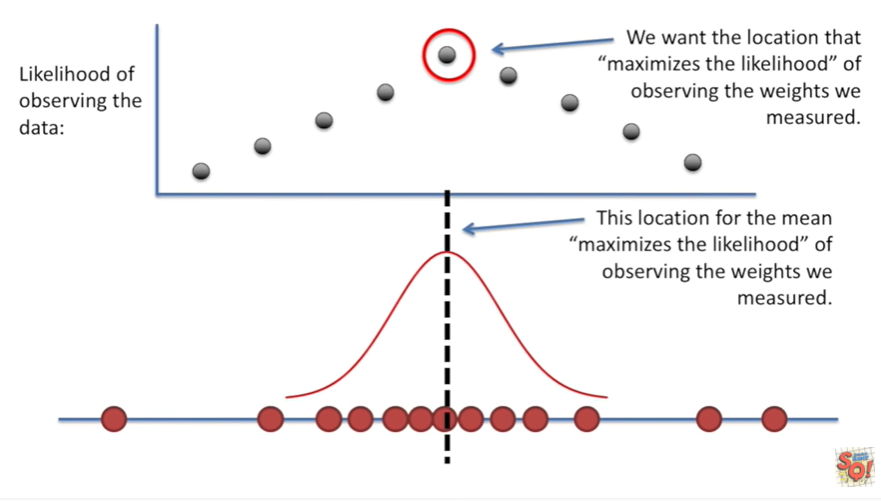 Likelihood of
observing the
data:
We want the location that
“maximizes the likelihood” of
observing the weights we
measured.
This location for the mean
“maximizes the likelihood” of
observing the weights we
measured.
SQ!